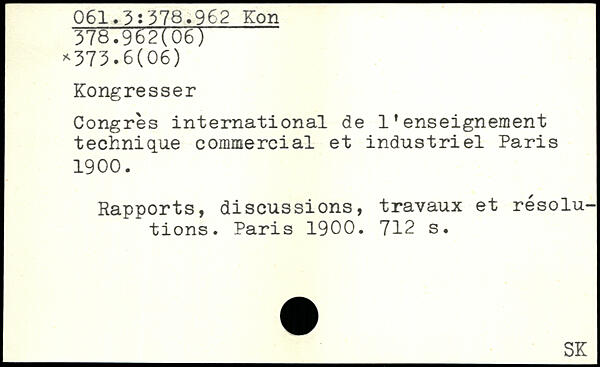 061.3:378.962 Kon
378.962(06)
×373.6(06)
Kongresser
Congrès international de l'enseignement
technique commercial et industriel Paris
1900.
Rapports, discussions, travaux et résolu-
tions. Paris 1900. 712 s.
SK